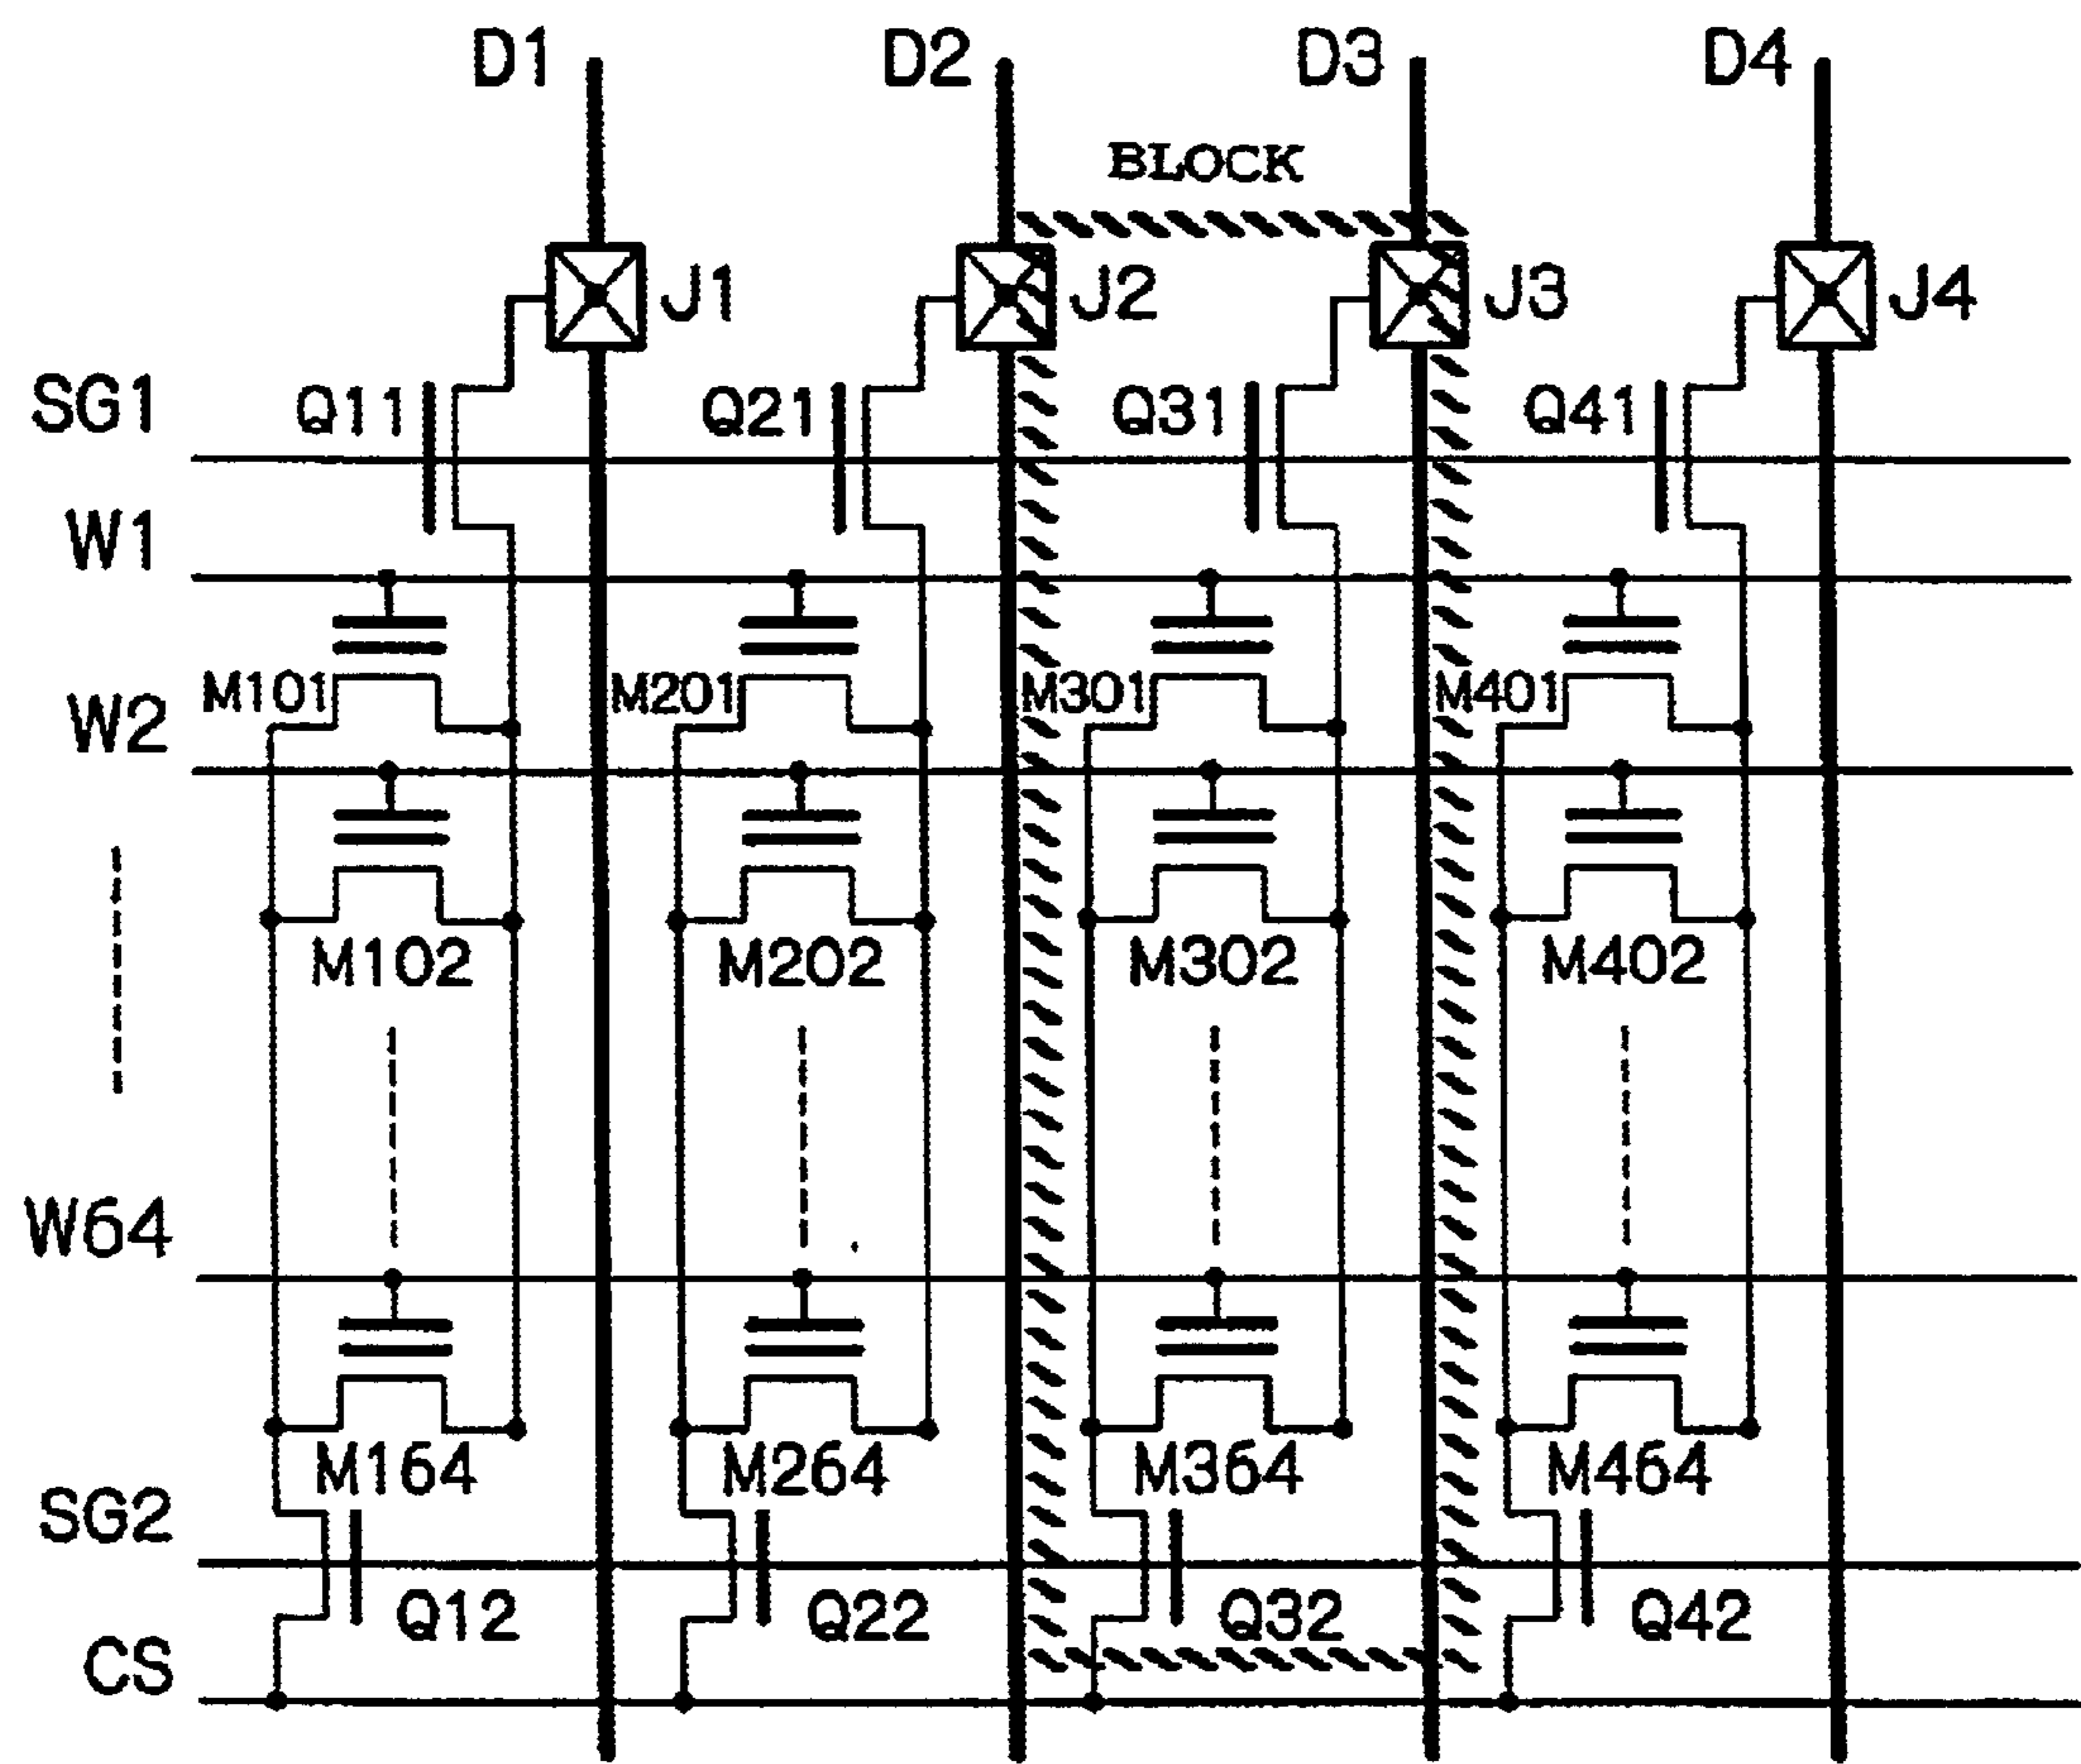 D1 D2 D3 D4
BLOCK
J1 J2 J3 J4
SG1 Q11 Q21 Q31 Q41
W1
M101 M201 M301 M401
W2
M102 M202 M302 M402
W64
M164 M264 M364 M464
SG2
Q12 Q22 Q32 Q42
CS